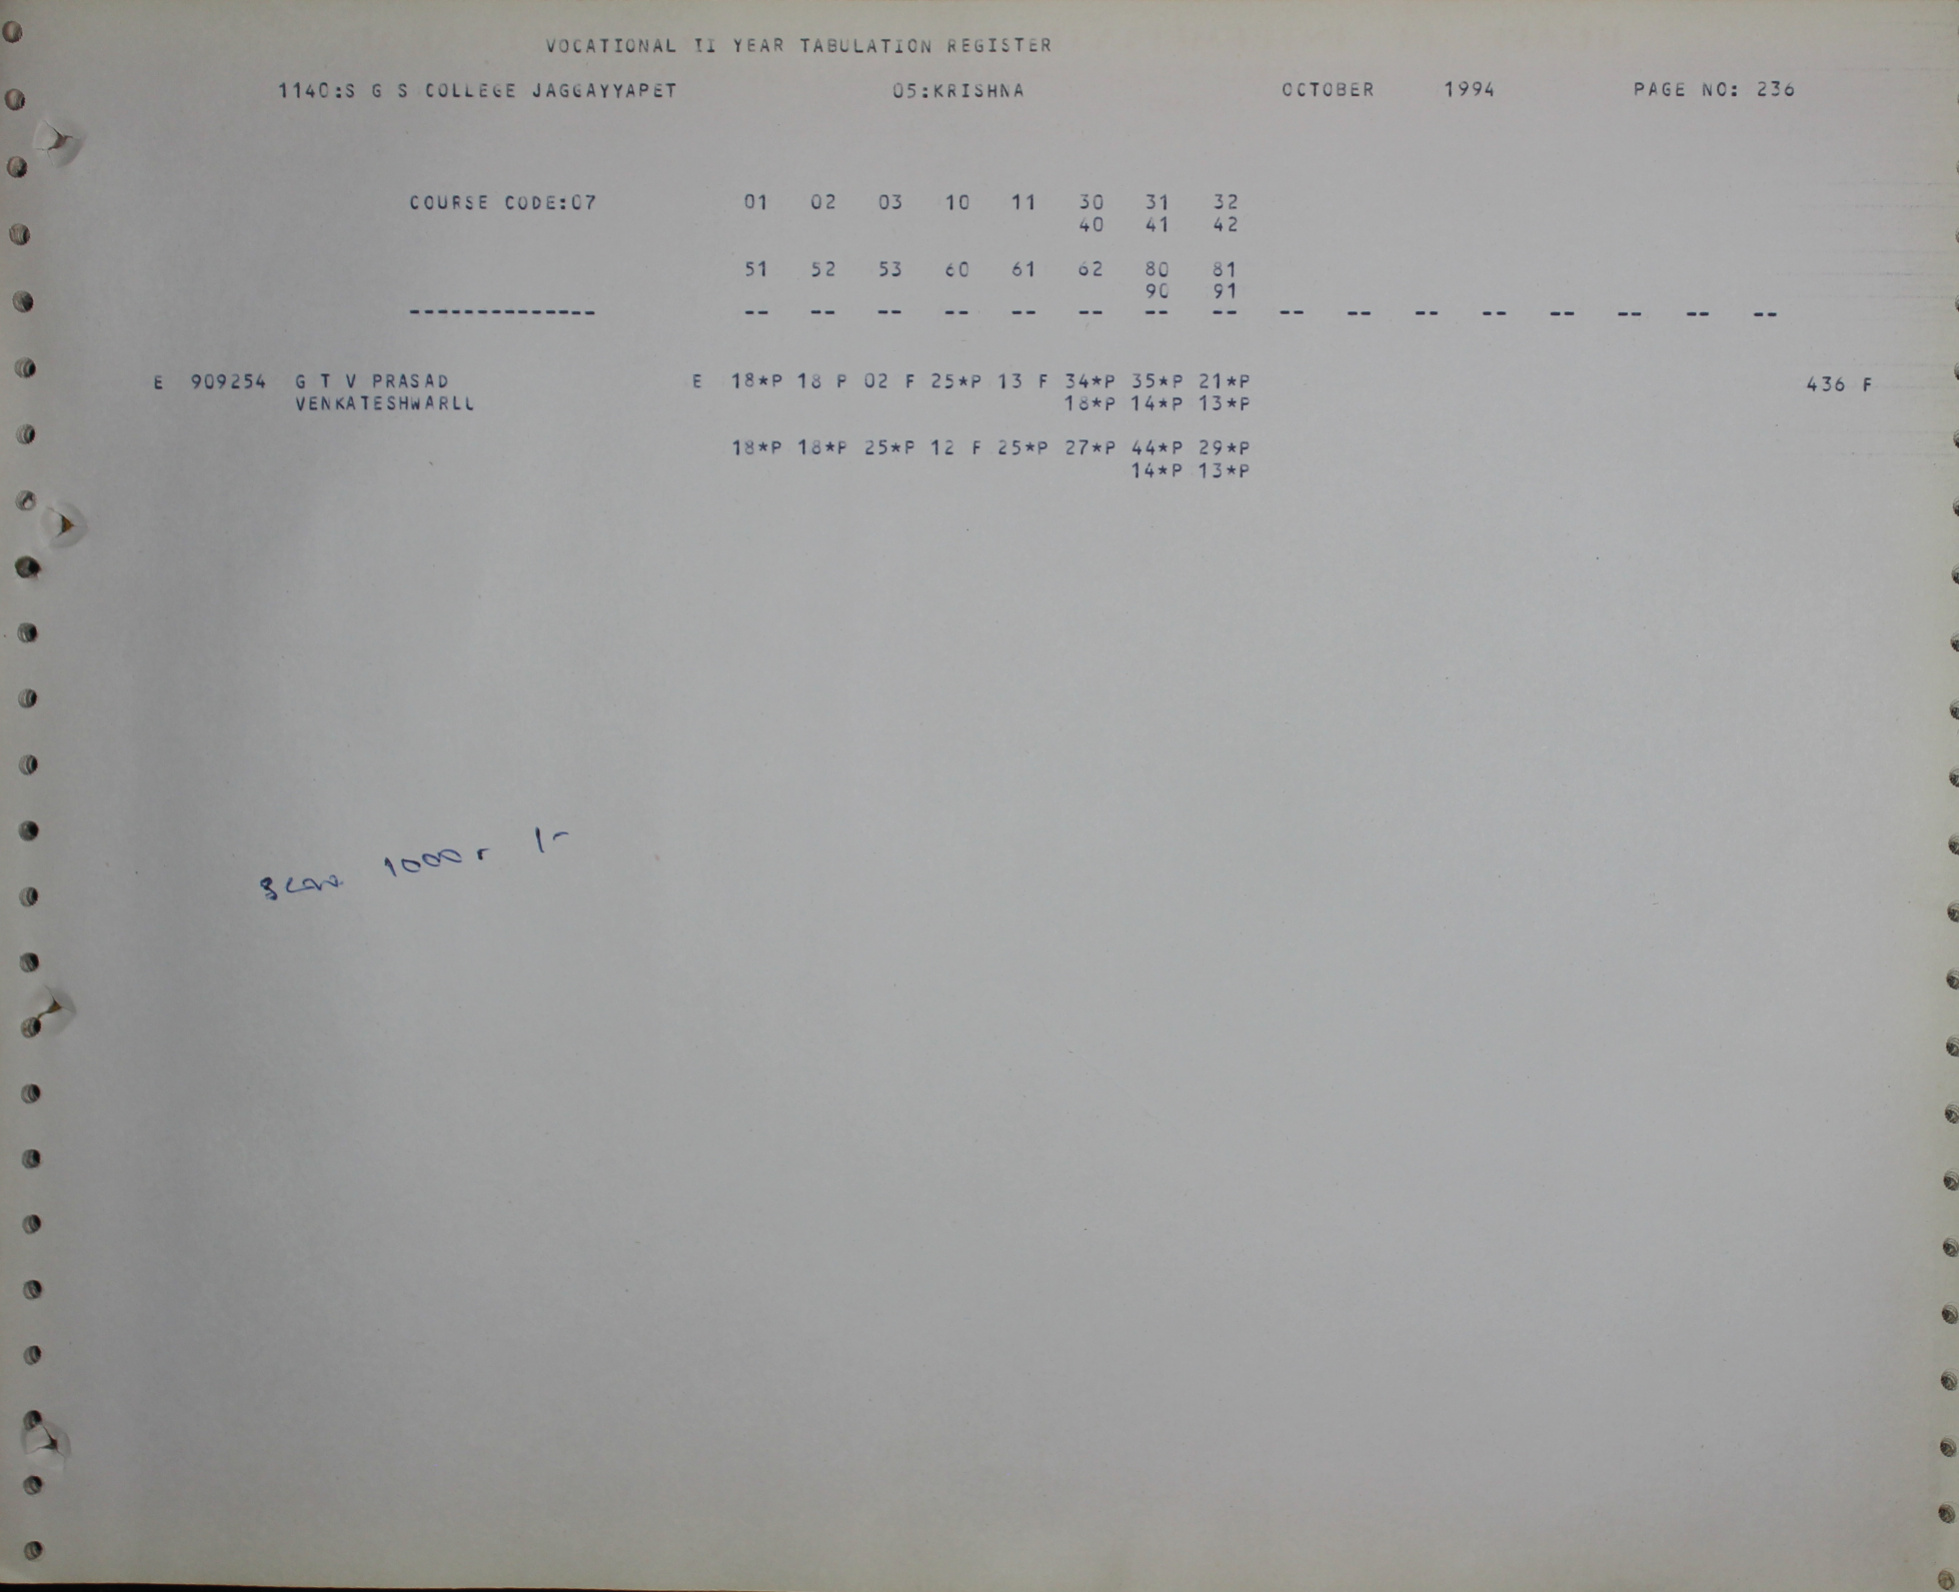 VOCATIONAL II YEAR TABULATION REGISTER
1140:S G S COLLEGE JAGGAYYAPET 05:KRISHNA OCTOBER 1994 PAGE NO: 236
COURSE CODE:07 01 02 03 10 11 30 31 32
40 41 42
51 52 53 60 61 62 80 81
90 91
-------------- -- -- -- -- -- -- -- -- -- -- -- -- -- -- -- --
E 909254 G T V PRASAD E 18*P 18 P 02 F 25*P 13 F 34*P 35*P 21*P 436 F
VENKATESHWARLU 18*P 14*P 13*P
18*P 18*P 25*P 12 F 25*P 27*P 44*P 29*P
14*P 13*P
1000